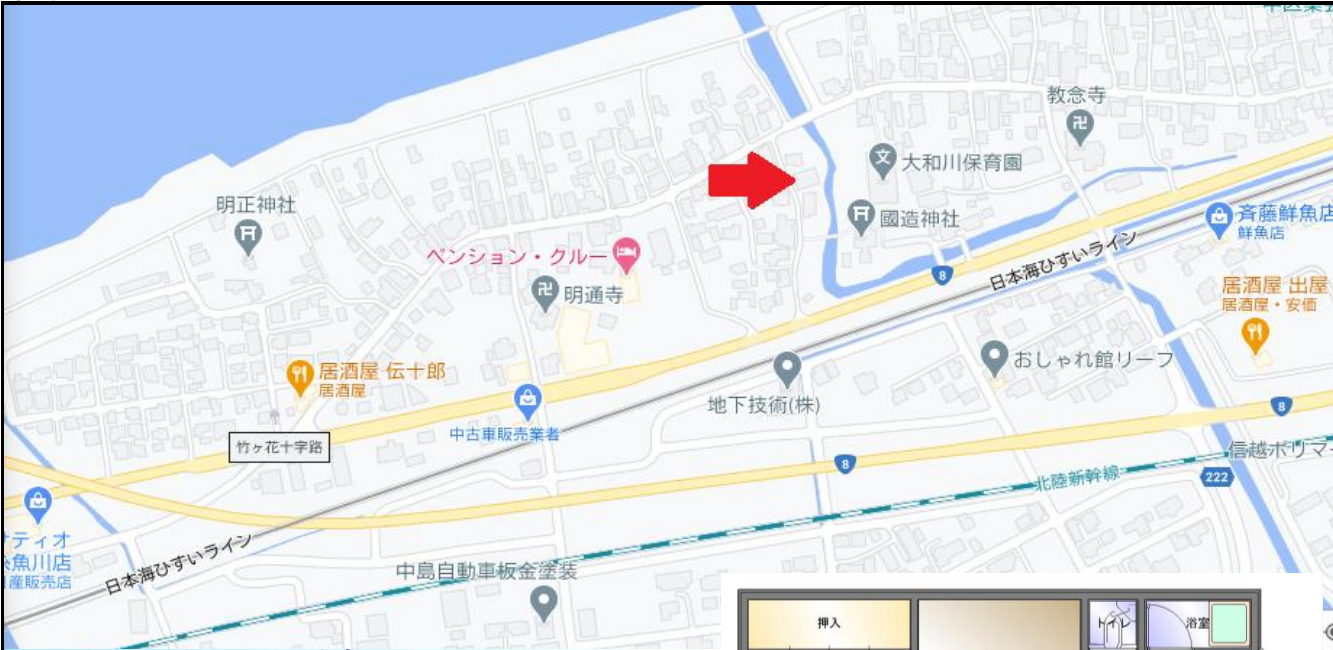 教念寺
大和川保育園
明正神社
國造神社
斉藤鮮魚店
鮮魚店
ペンション・クルー
8
日本海ひすいライン
明通寺
居酒屋 出屋
居酒屋・安価
おしゃれ館リーフ
居酒屋 伝十郎
居酒屋
地下技術(株)
8
中古車販売業者
竹ヶ花十字路
8
信越ポリマー
222
北陸新幹線
ティオ
魚川店
産販売店
日本海ひすいライン
中島自動車板金塗装
押入
トイレ
浴室